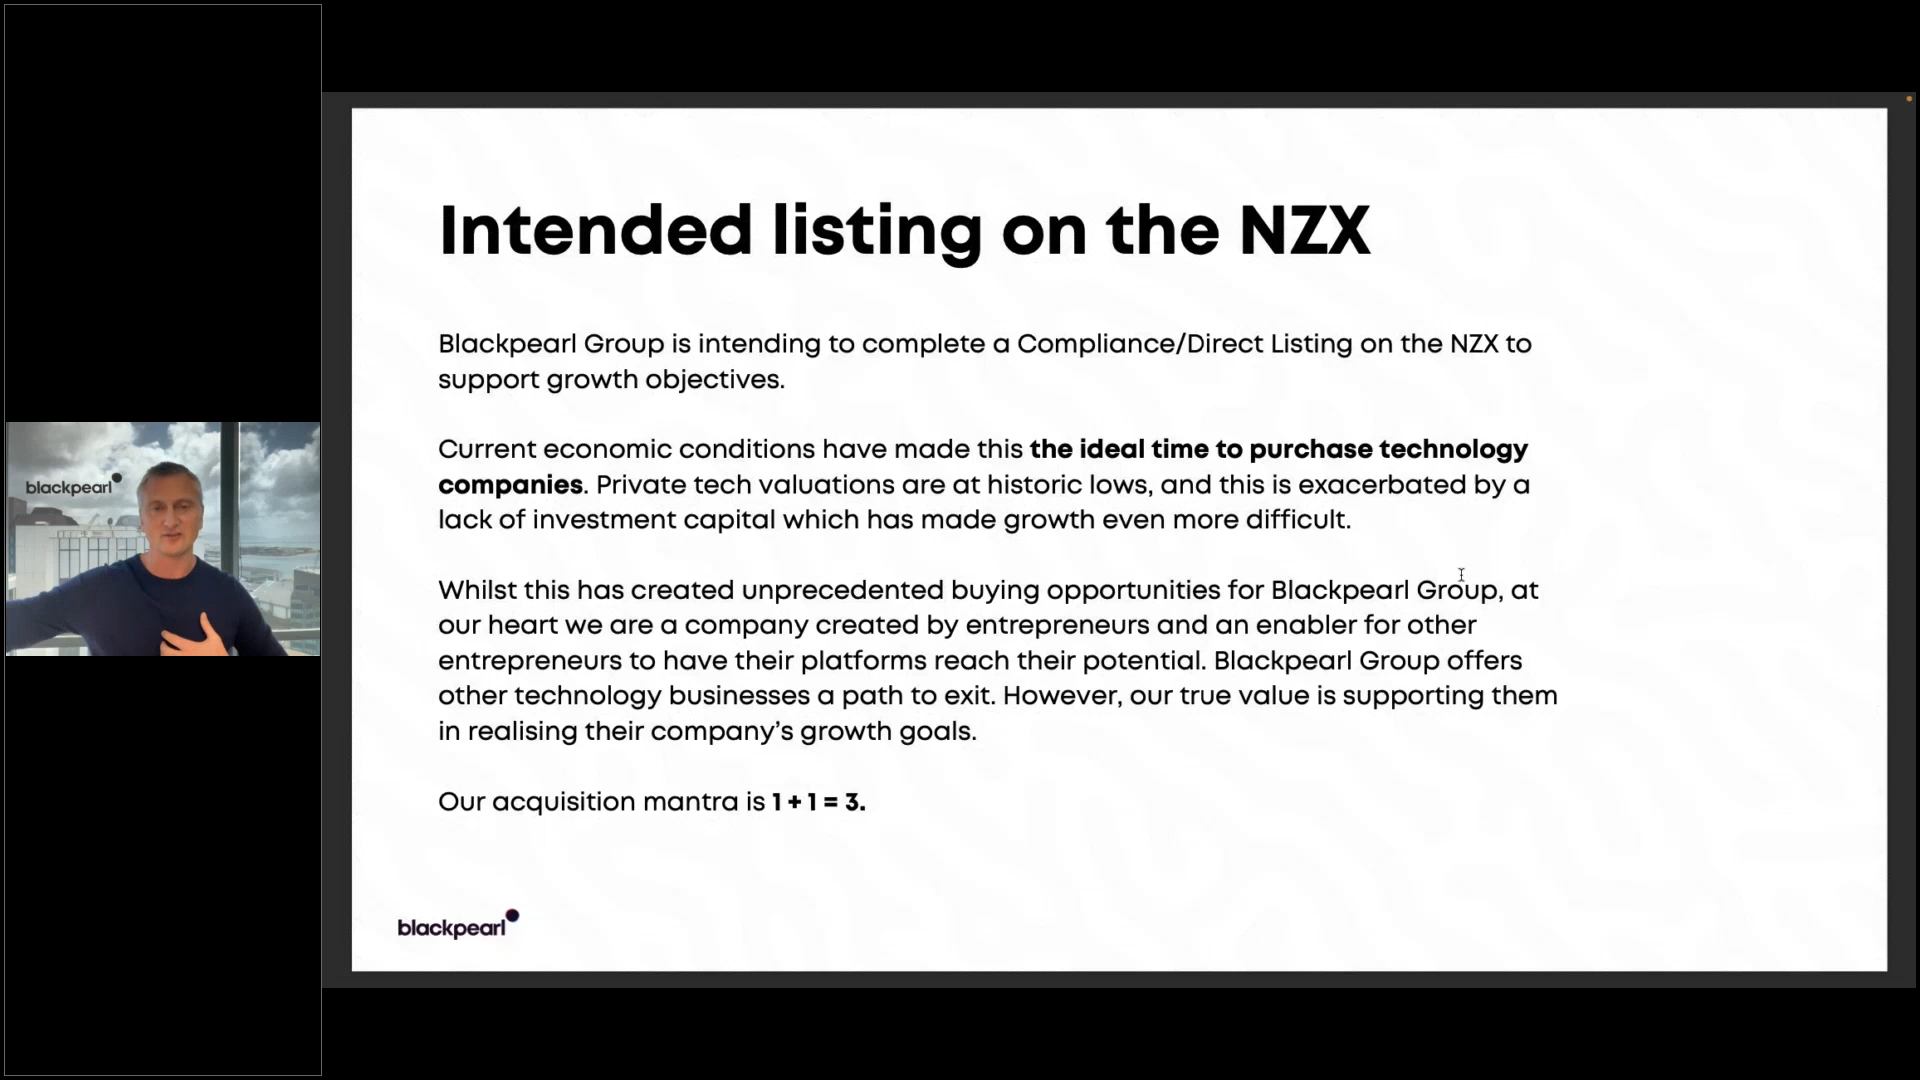 blackpearl
Intended listing on the NZX
Blackpearl Group is intending to complete a Compliance/Direct Listing on the NZX to
support growth objectives.
Current economic conditions have made this the ideal time to purchase technology
companies. Private tech valuations are at historic lows, and this is exacerbated by a
lack of investment capital which has made growth even more difficult.
Whilst this has created unprecedented buying opportunities for Blackpearl Group, at
our heart we are a company created by entrepreneurs and an enabler for other
entrepreneurs to have their platforms reach their potential. Blackpearl Group offers
other technology businesses a path to exit. However, our true value is supporting them
in realising their company’s growth goals.
Our acquisition mantra is 1 + 1 = 3.
blackpearl